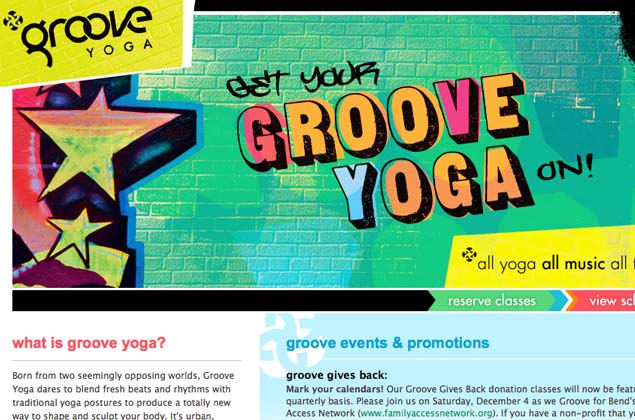 groove
YOGA
GET YOUR
GROOVE
YOGA ON!
all yoga all music all
reserve classes
view
what is groove yoga?
groove events & promotions
Born from two seemingly opposing worlds, Groove
Yoga dares to blend fresh beats and rhythms with
traditional yoga postures to produce a totally new
way to shape and sculpt your body. It's urban,
groove gives back:
Mark your calendars! Our Groove Gives Back donation classes will now be
quarterly basis. Please join us on Saturday, December 4 as we Groove for Bend's
Access Network (www.familyaccessnetwork.org). If you have a non-profit that